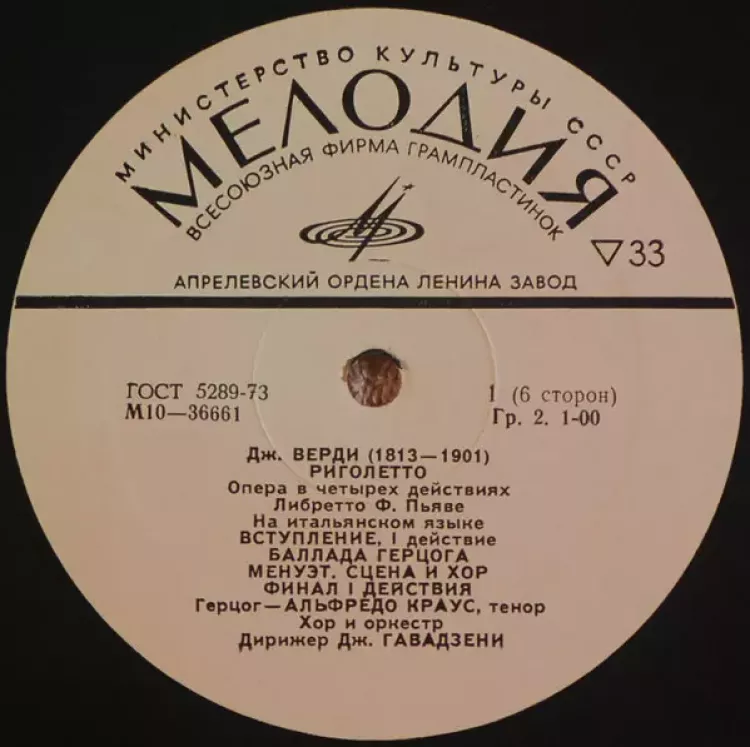 МИНИСТЕРСТВО КУЛЬТУРЫ СССР
МЕЛОДИЯ
ВСЕСОЮЗНАЯ ФИРМА ГРАМПЛАСТИНОК
▽33
АПРЕЛЕВСКИЙ ОРДЕНА ЛЕНИНА ЗАВОД
ГОСТ 5289-73
1 (6 сторон)
М10—36661
Гр. 2. 1-00
Дж. ВЕРДИ (1813—1901)
РИГОЛЕТТО
Опера в четырех действиях
Либретто Ф. Пьяве
На итальянском языке
ВСТУПЛЕНИЕ, I действие
БАЛЛАДА ГЕРЦОГА
МЕНУЭТ. СЦЕНА И ХОР
ФИНАЛ I ДЕЙСТВИЯ
Герцог—АЛЬФРЕДО КРАУС, тенор
Хор и оркестр
Дирижер Дж. ГАВАДЗЕНИ